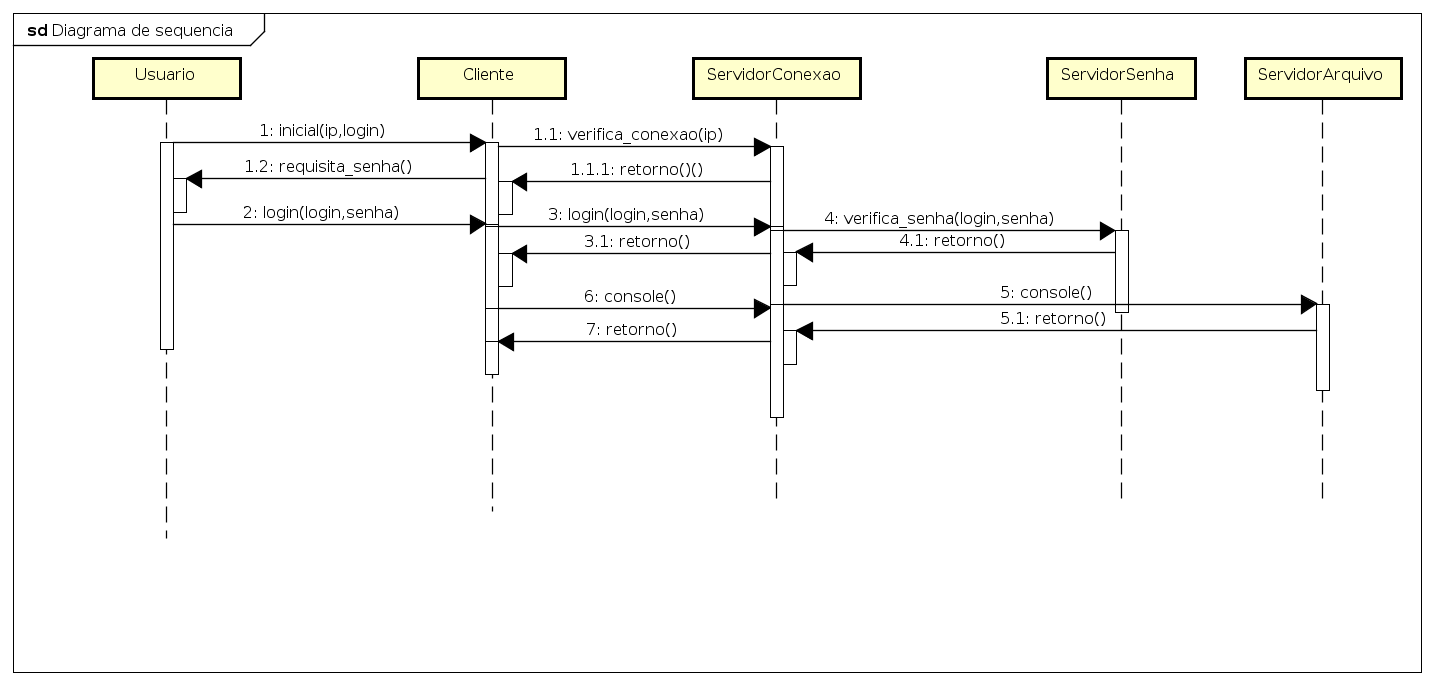 sd Diagrama de sequencia
Usuario
Cliente
ServidorConexao
ServidorSenha
ServidorArquivo
1: inicial(ip,login)
1.1: verifica_conexao(ip)
1.2: requisita_senha()
1.1.1: retorno()()
2: login(login,senha)
3: login(login,senha)
4: verifica_senha(login,senha)
3.1: retorno()
4.1: retorno()
6: console()
5: console()
7: retorno()
5.1: retorno()